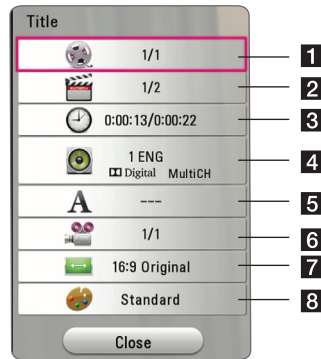 Title
1/1 1
1/2 2
0:00:13/0:00:22 3
1 ENG
Digital MultiCH 4
A --- 5
1/1 6
16:9 Original 7
Standard 8
Close